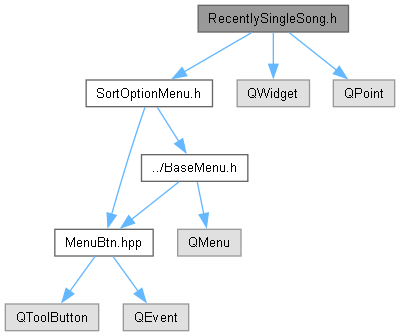 RecentlySingleSong.h
SortOptionMenu.h
QWidget
QPoint
../BaseMenu.h
MenuBtn.hpp
QMenu
QToolButton
QEvent